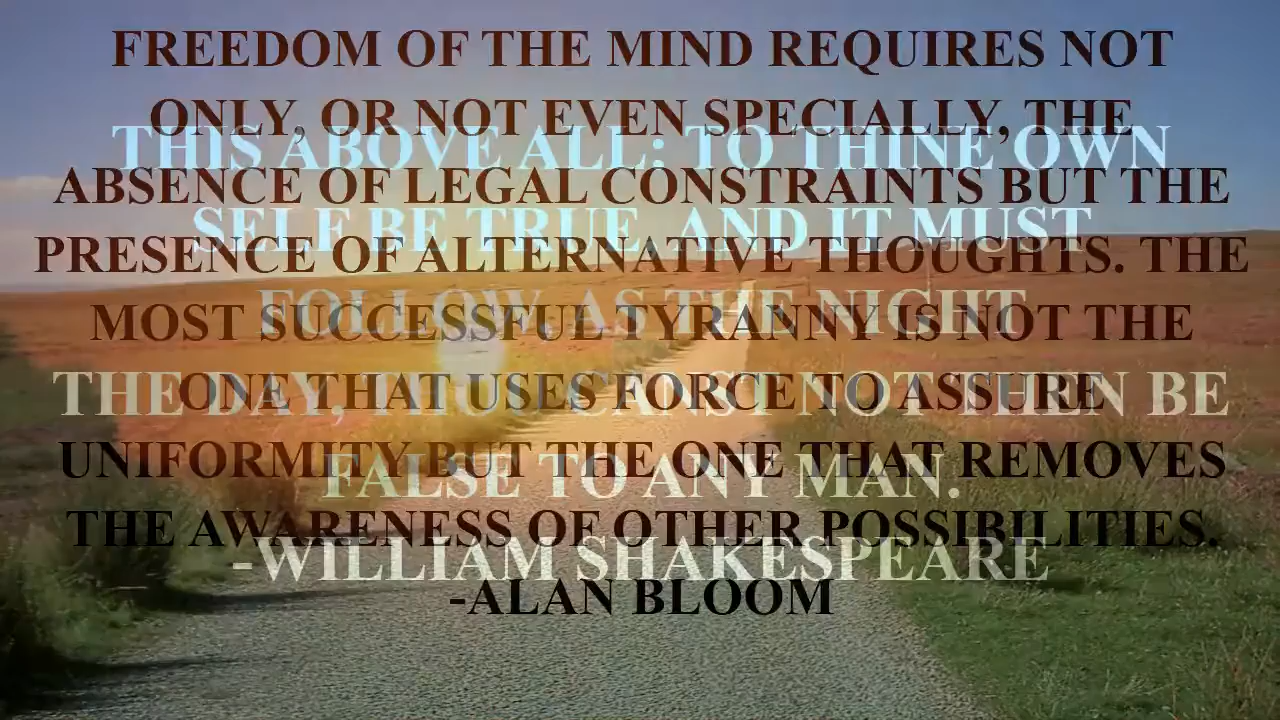 FREEDOM OF THE MIND REQUIRES NOT
ONLY, OR NOT EVEN SPECIALLY, THE
ABSENCE OF LEGAL CONSTRAINTS BUT THE
PRESENCE OF ALTERNATIVE THOUGHTS. THE
MOST SUCCESSFUL TYRANNY IS NOT THE
ONE THAT USES FORCE TO ASSURE
UNIFORMITY BUT THE ONE THAT REMOVES
THE AWARENESS OF OTHER POSSIBILITIES.
-ALAN BLOOM
THIS ABOVE ALL: TO THINE OWN
SELF BE TRUE, AND IT MUST
FOLLOW, AS THE NIGHT
THE DAY, THOU CANST NOT THEN BE
FALSE TO ANY MAN.
-WILLIAM SHAKESPEARE